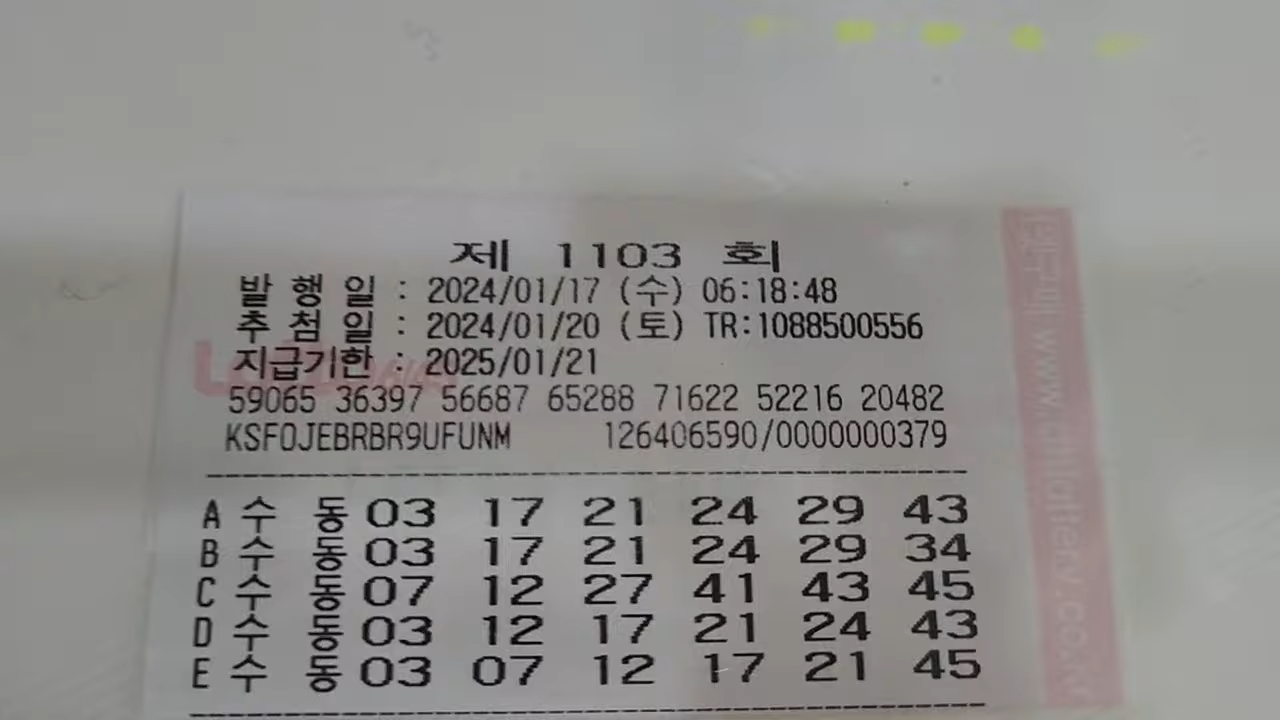 제 1103 회
발 행 일 : 2024/01/17 (수) 06:18:48
추 첨 일 : 2024/01/20 (토) TR:1088500556
지급기한 : 2025/01/21
59065 36397 56687 65288 71622 52216 20482
KSFOJEBRBR9UFUNM 126406590/0000000379
A 수 동 03 17 21 24 29 43
B 수 동 03 17 21 24 29 34
C 수 동 07 12 27 41 43 45
D 수 동 03 12 17 21 24 43
E 수 동 03 07 12 17 21 45